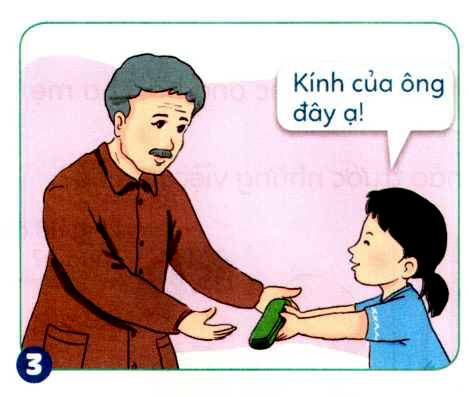 Kính của ông
đây ạ!
3